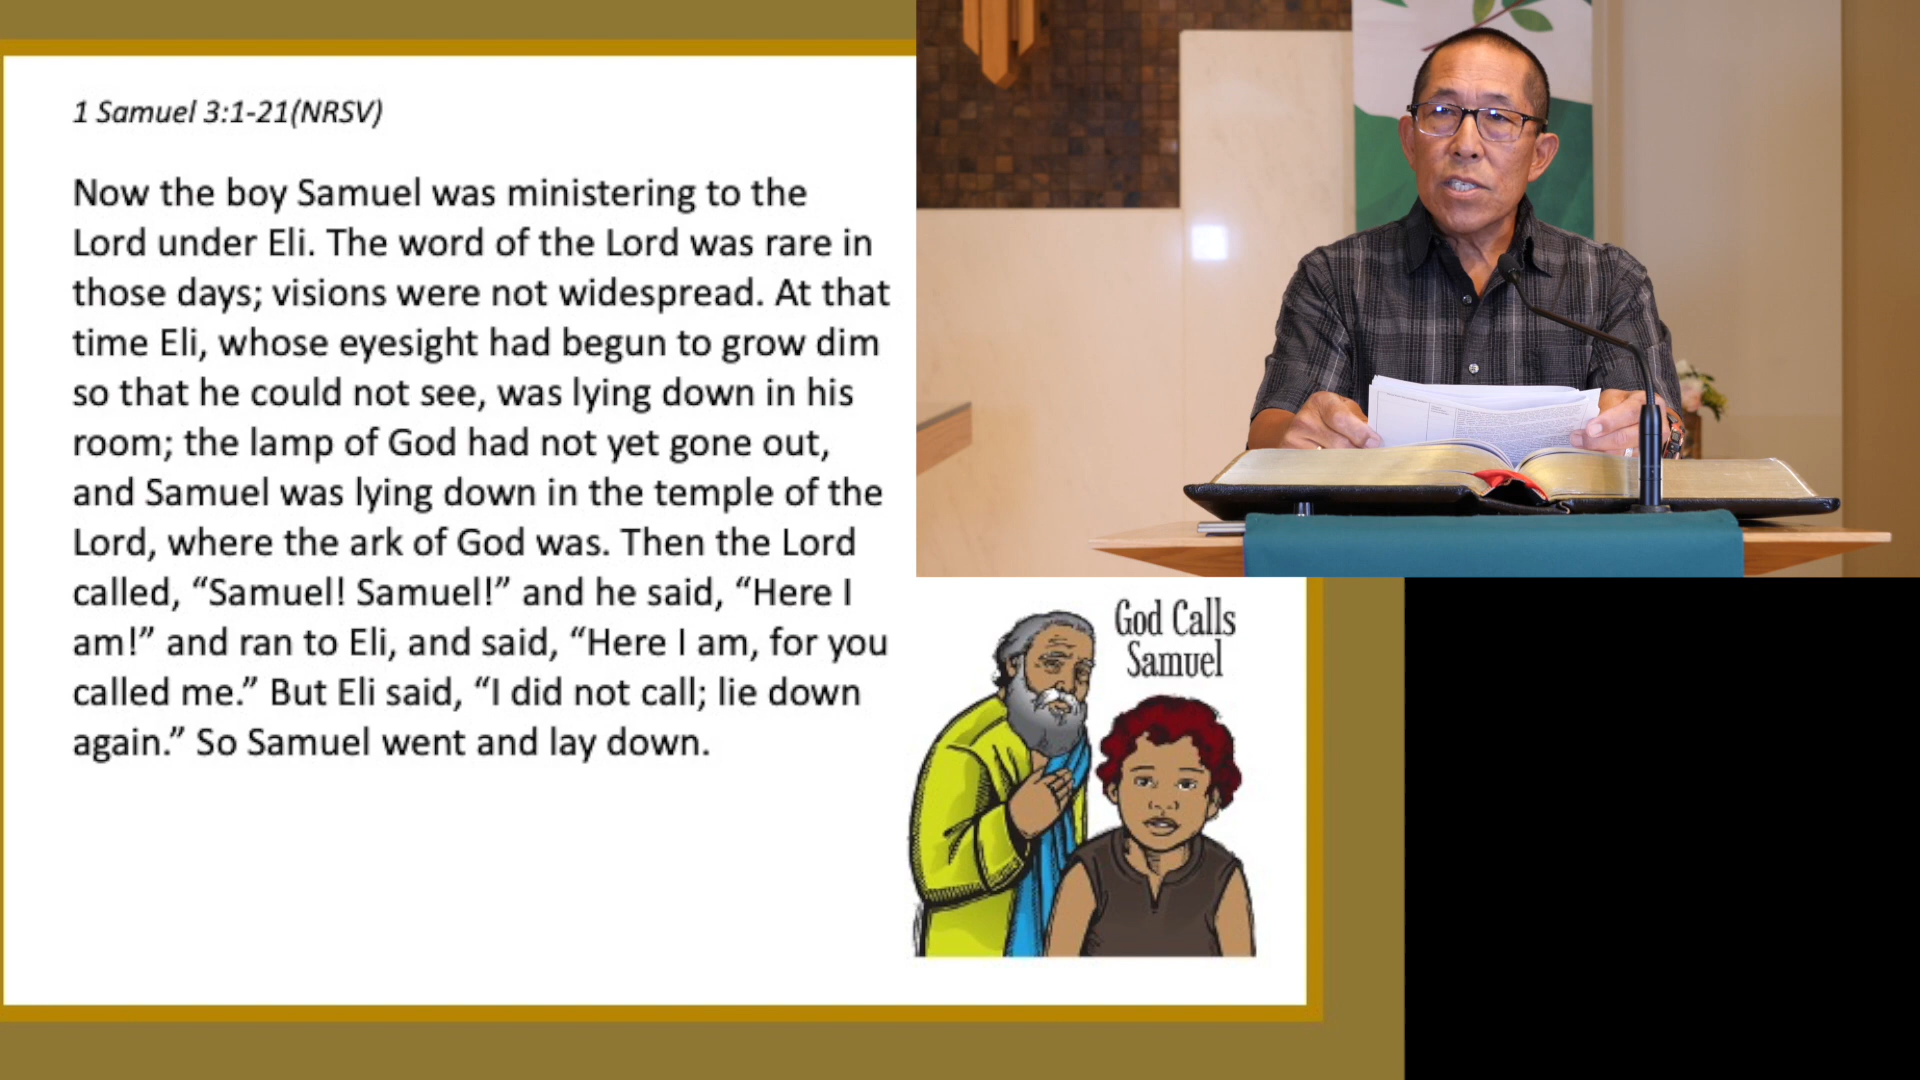 1 Samuel 3:1-21(NRSV)
Now the boy Samuel was ministering to the
Lord under Eli. The word of the Lord was rare in
those days; visions were not widespread. At that
time Eli, whose eyesight had begun to grow dim
so that he could not see, was lying down in his
room; the lamp of God had not yet gone out,
and Samuel was lying down in the temple of the
Lord, where the ark of God was. Then the Lord
called, “Samuel! Samuel!” and he said, “Here I
am!” and ran to Eli, and said, “Here I am, for you
called me.” But Eli said, “I did not call; lie down
again.” So Samuel went and lay down.
God Calls
Samuel